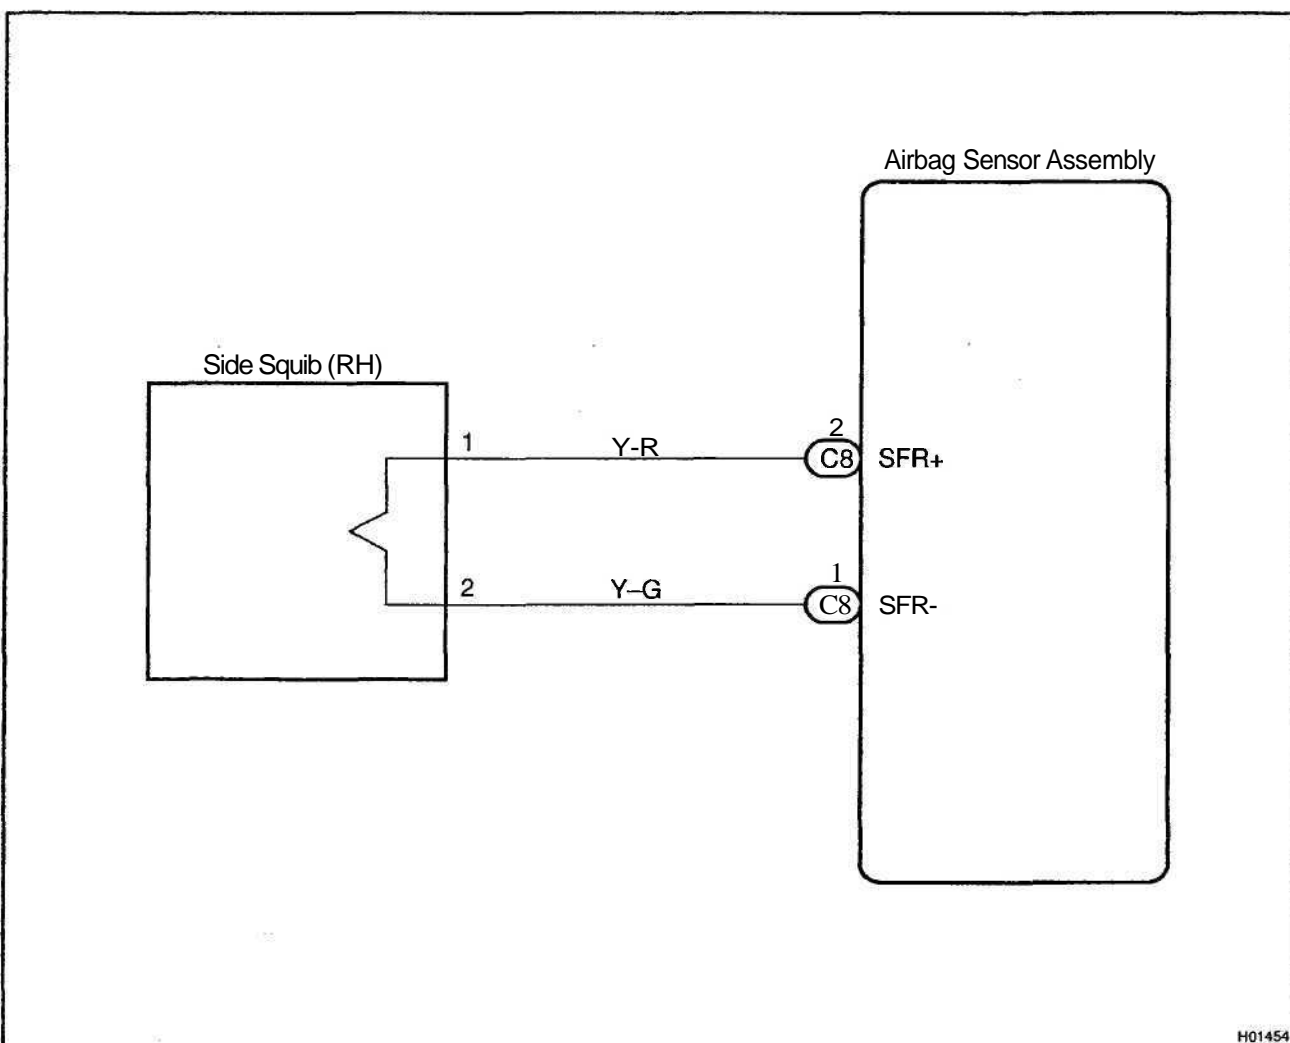 Airbag Sensor Assembly
Side Squib (RH)
1
Y-R
2
C8
SFR+
2
Y–G
1
C8
SFR-
H01454